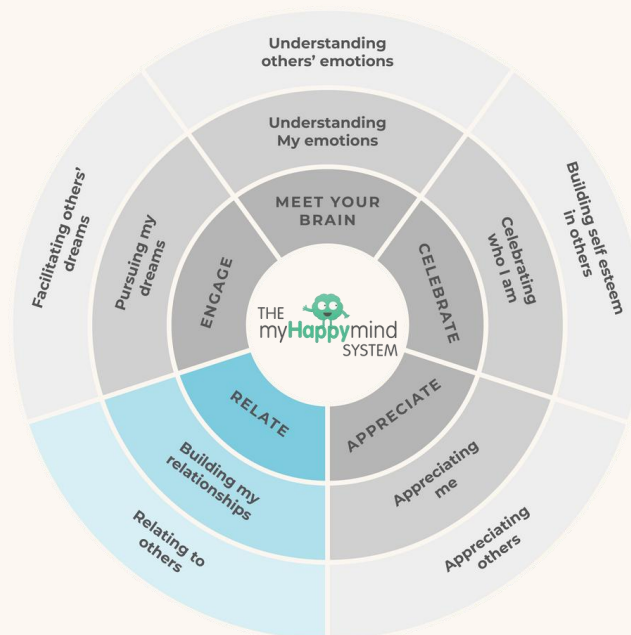 Understanding
others' emotions
Understanding
My emotions
MEET YOUR
BRAIN
Building self esteem
in others
Celebrating
who I am
CELEBRATE
Appreciating
others
Appreciating
me
APPRECIATE
Relating to
others
Building my
relationships
RELATE
Facilitating others'
dreams
Pursuing my
dreams
ENGAGE
THE
myHappymind
SYSTEM